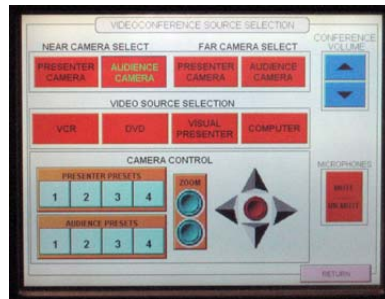 VIDEOCONFERENCE SOURCE SELECTION
NEAR CAMERA SELECT
FAR CAMERA SELECT
CONFERENCE
VOLUME
PRESENTER
CAMERA
AUDIENCE
CAMERA
PRESENTER
CAMERA
AUDIENCE
CAMERA
VIDEO SOURCE SELECTION
VCR
DVD
VISUAL
PRESENTER
COMPUTER
CAMERA CONTROL
PRESENTER PRESETS
1 2 3 4
ZOOM
AUDIENCE PRESETS
1 2 3 4
MICROPHONES
MUTE
UN-MUTE
RETURN